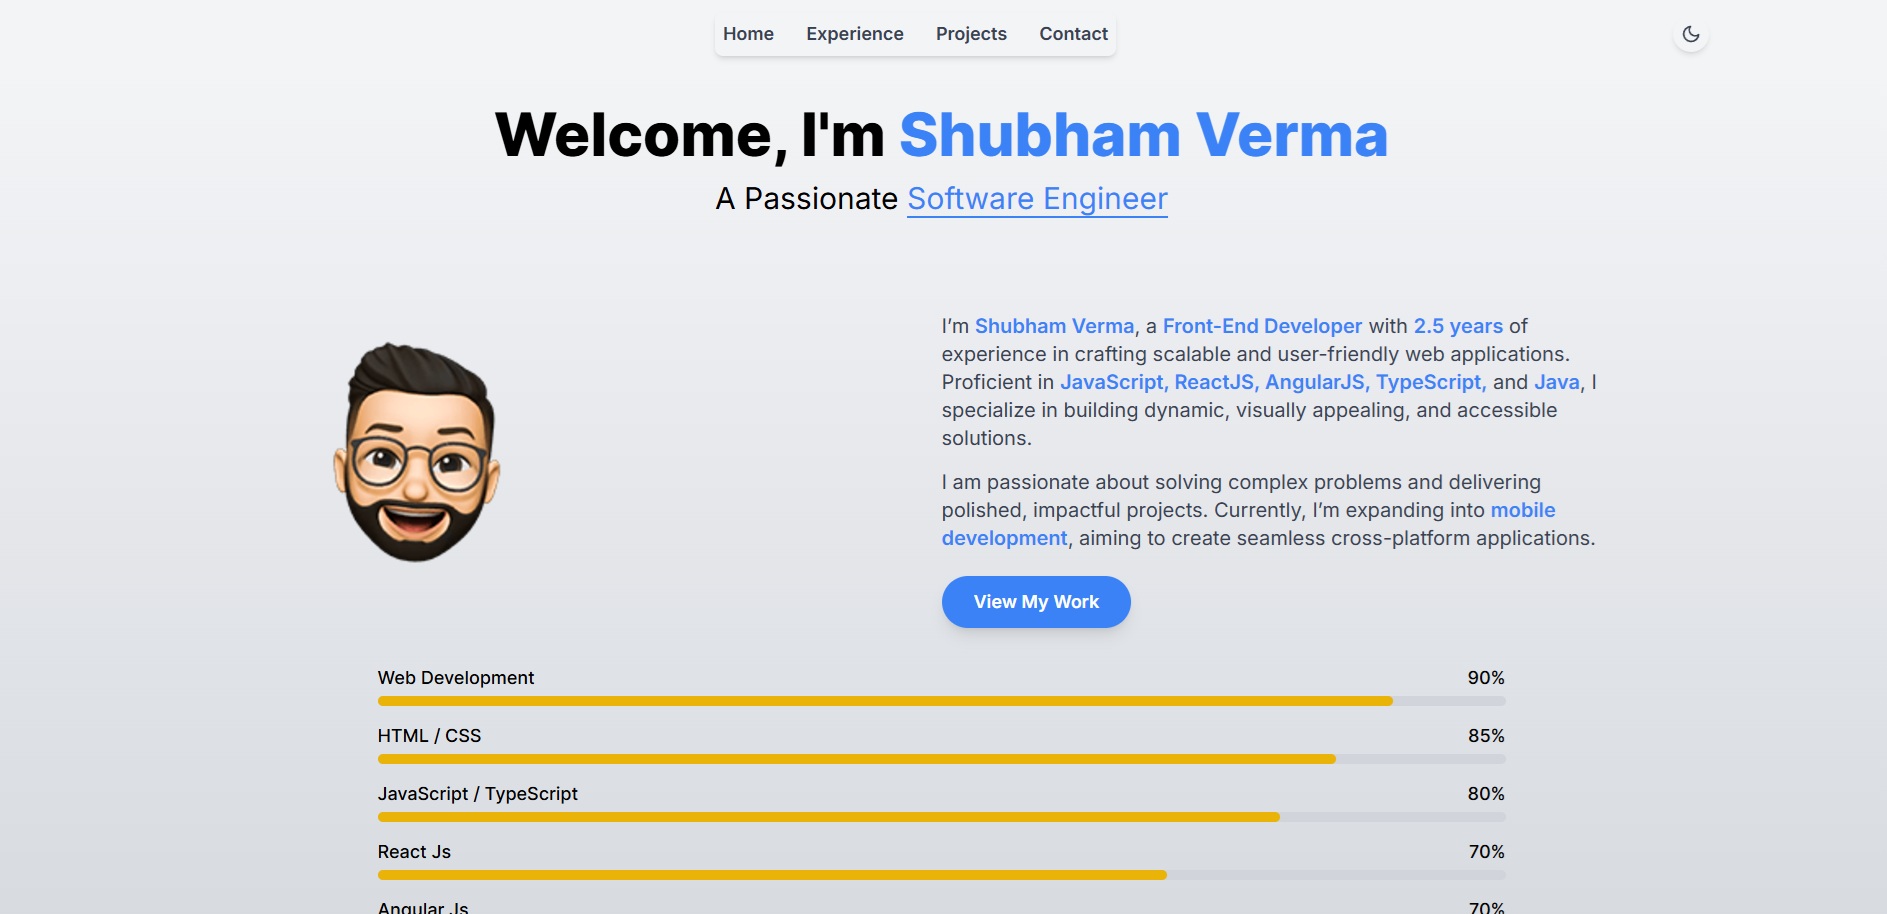 Home Experience Projects Contact
Welcome, I'm Shubham Verma
A Passionate Software Engineer
I’m Shubham Verma, a Front-End Developer with 2.5 years of
experience in crafting scalable and user-friendly web applications.
Proficient in JavaScript, ReactJS, AngularJS, TypeScript, and Java, I
specialize in building dynamic, visually appealing, and accessible
solutions.
I am passionate about solving complex problems and delivering
polished, impactful projects. Currently, I’m expanding into mobile
development, aiming to create seamless cross-platform applications.
View My Work
Web Development 90%
HTML / CSS 85%
JavaScript / TypeScript 80%
React Js 70%
Angular Js 70%